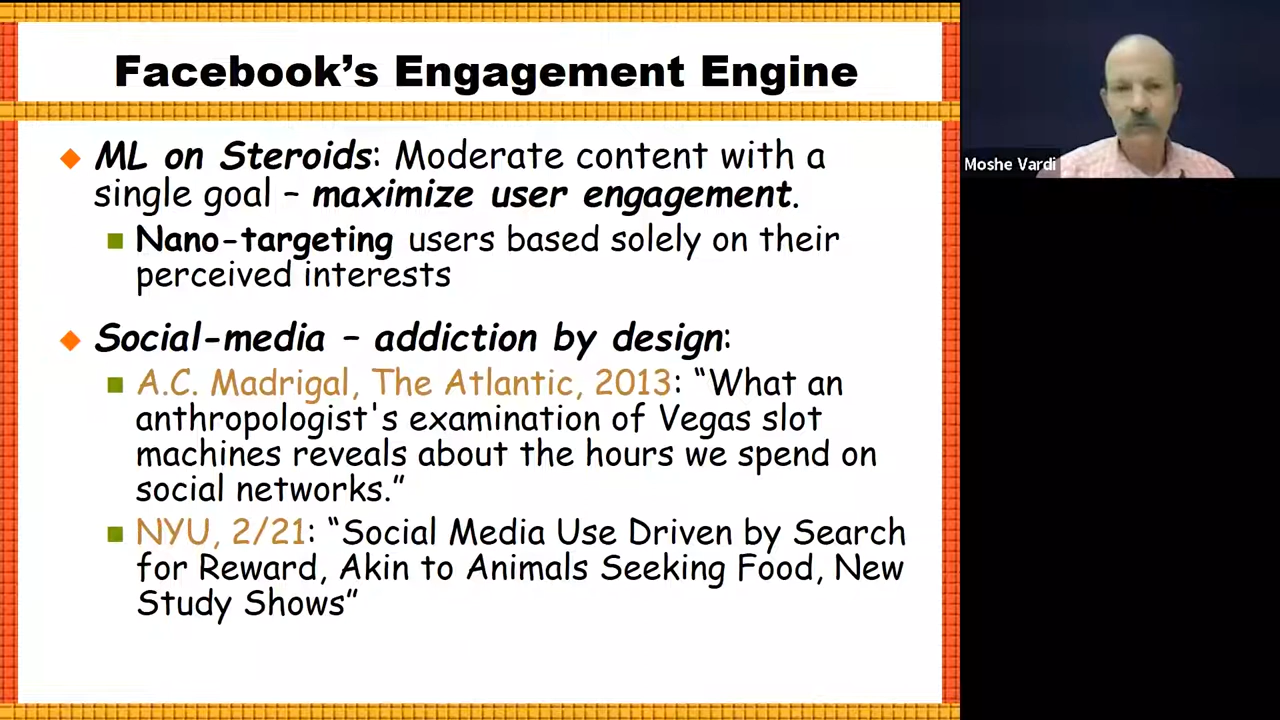 Facebook’s Engagement Engine
ML on Steroids: Moderate content with a
single goal – maximize user engagement.
Nano-targeting users based solely on their
perceived interests
Social-media – addiction by design:
A.C. Madrigal, The Atlantic, 2013: “What an
anthropologist's examination of Vegas slot
machines reveals about the hours we spend on
social networks.”
NYU, 2/21: “Social Media Use Driven by Search
for Reward, Akin to Animals Seeking Food, New
Study Shows”
Moshe Vardi